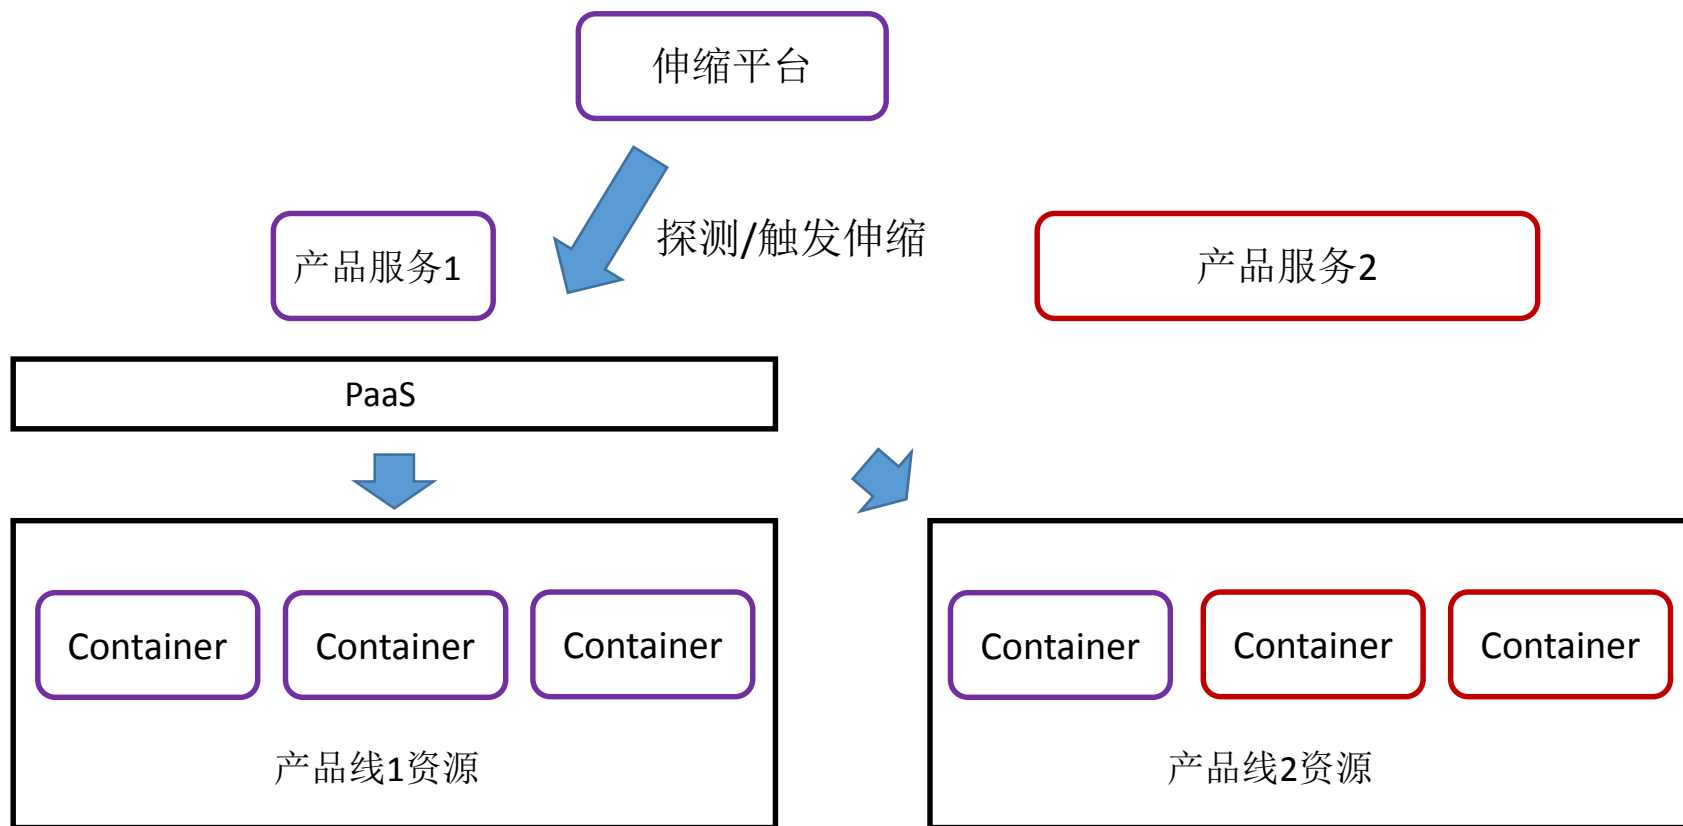 伸缩平台
探测/触发伸缩
产品服务1
产品服务2
PaaS
Container
Container
Container
产品线1资源
Container
Container
Container
产品线2资源